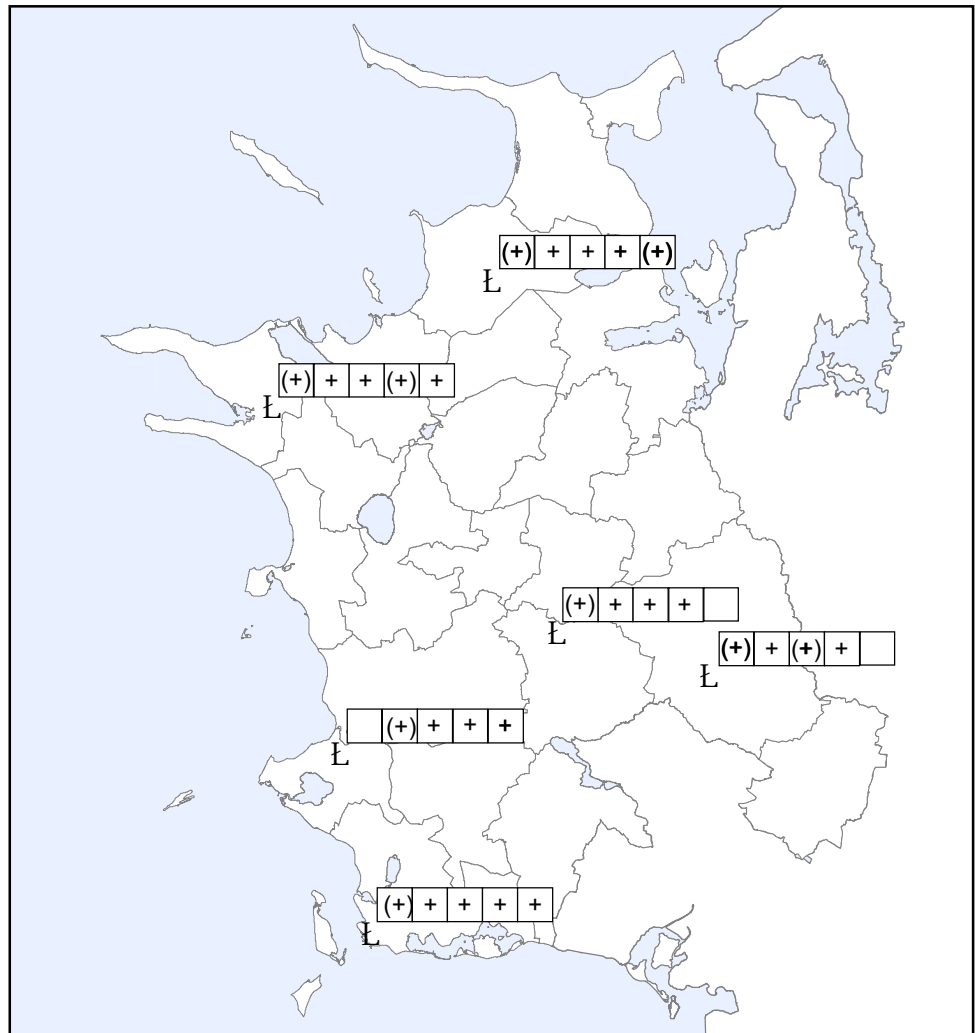 (+) + + + (+)
Ł
(+) + + (+) +
Ł
(+) + + +
Ł
(+) + (+) +
Ł
(+) + + +
Ł
(+) + + + +
Ł